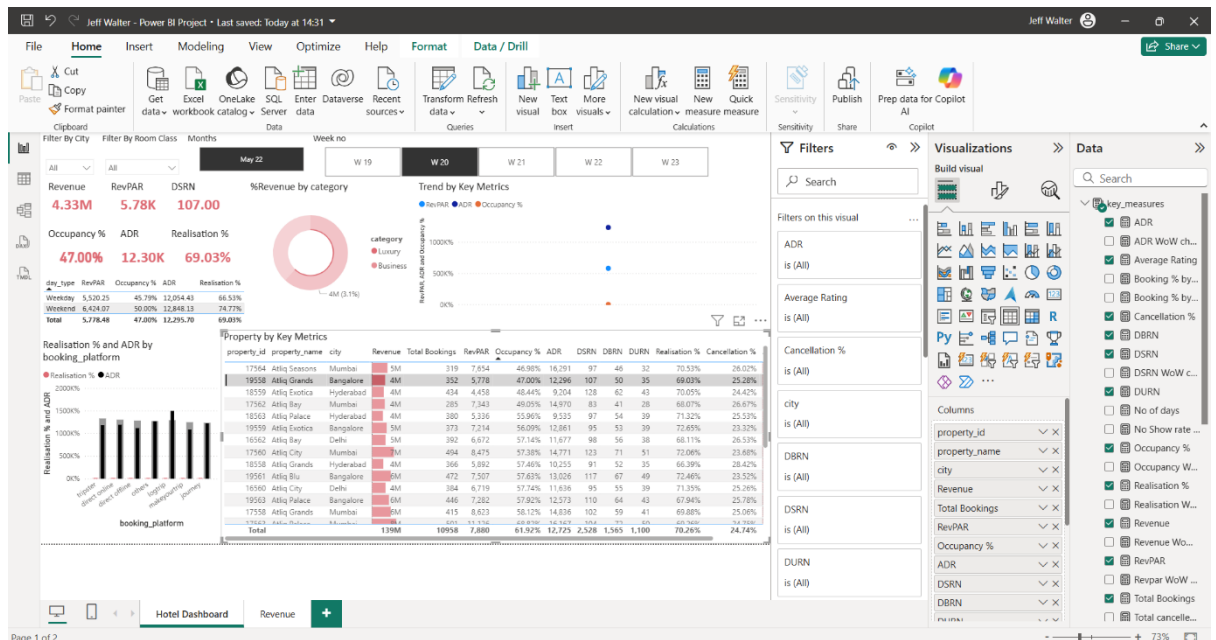 Jeff Walter - Power BI Project • Last saved: Today at 14:31
Jeff Walter
File Home Insert Modeling View Optimize Help Format Data / Drill
Share
Paste
Cut
Copy
Format painter
Get data
Excel workbook
OneLake catalog
SQL Server
Enter data
Dataverse
Recent sources
Transform data
Refresh
New visual
Text box
More visuals
New visual calculation
New measure
Quick measure
Sensitivity
Publish
Prep data for AI
Copilot
Clipboard Data Queries Insert Calculations Sensitivity Share Copilot
Filter By City Filter By Room Class Months Week no
All All May 22 W 19 W 20 W 21 W 22 W 23
Revenue RevPAR DSRN
4.33M 5.78K 107.00
Occupancy % ADR Realisation %
47.00% 12.30K 69.03%
day_type RevPAR Occupancy % ADR Realisation %
Weekday 5,520.25 45.79% 12,054.43 66.53%
Weekend 6,424.07 50.00% 12,848.13 74.77%
Total 5,778.48 47.00% 12,295.70 69.03%
%Revenue by category
category
Luxury
Business
4M (3.1%)
Trend by Key Metrics
RevPAR ADR Occupancy %
RevPAR, ADR and Occupancy %
1000K%
500K%
0K%
Realisation % and ADR by
booking_platform
Realisation % ADR
Realisation % and ADR
2000K%
1500K%
1000K%
500K%
0K%
tripster
direct online
direct offline
others
logtrip
makeyourtrip
journey
booking_platform
Property by Key Metrics
property_id property_name city Revenue Total Bookings RevPAR Occupancy % ADR DSRN DBRN DURN Realisation % Cancellation %
17564 Atliq Seasons Mumbai 5M 319 7,654 46.98% 16,291 97 46 32 70.53% 26.02%
19558 Atliq Grands Bangalore 4M 352 5,778 47.00% 12,296 107 50 35 69.03% 25.28%
18559 Atliq Exotica Hyderabad 4M 434 4,458 48.44% 9,204 128 62 43 70.05% 24.42%
17562 Atliq Bay Mumbai 4M 285 7,343 49.05% 14,970 83 41 28 68.07% 26.67%
18563 Atliq Palace Hyderabad 4M 380 5,336 55.96% 9,535 97 54 39 71.32% 25.53%
19559 Atliq Exotica Bangalore 5M 373 7,214 56.09% 12,861 95 53 39 72.65% 23.32%
16562 Atliq Bay Delhi 5M 392 6,672 57.14% 11,677 98 56 38 68.11% 26.53%
17560 Atliq City Mumbai 7M 494 8,475 57.38% 14,771 123 71 51 72.06% 23.68%
18558 Atliq Grands Hyderabad 4M 366 5,892 57.46% 10,255 91 52 35 66.39% 28.42%
19561 Atliq Blu Bangalore 6M 472 7,507 57.63% 13,026 117 67 49 72.46% 23.52%
16560 Atliq City Delhi 4M 384 6,719 57.74% 11,636 95 55 39 71.35% 25.26%
19563 Atliq Palace Bangalore 6M 446 7,282 57.92% 12,573 110 64 43 67.94% 25.78%
17558 Atliq Grands Mumbai 6M 415 8,623 58.12% 14,836 102 59 41 69.88% 25.06%
Total 139M 10958 7,880 61.92% 12,725 2,528 1,565 1,100 70.26% 24.74%
Filters
Search
Filters on this visual
ADR
is (All)
Average Rating
is (All)
Cancellation %
is (All)
city
is (All)
DBRN
is (All)
DSRN
is (All)
DURN
is (All)
Visualizations
Build visual
R
Py
Columns
property_id
property_name
city
Revenue
Total Bookings
RevPAR
Occupancy %
ADR
DSRN
DBRN
Data
Search
key_measures
ADR
ADR WoW ch...
Average Rating
Booking % by...
Booking % by...
Cancellation %
DBRN
DSRN
DSRN WoW c...
DURN
No of days
No Show rate ...
Occupancy %
Occupancy W...
Realisation %
Realisation W...
Revenue
Revenue Wo...
RevPAR
Revpar WoW ...
Total Bookings
Total cancelle...
Hotel Dashboard Revenue
Page 1 of 2
73%